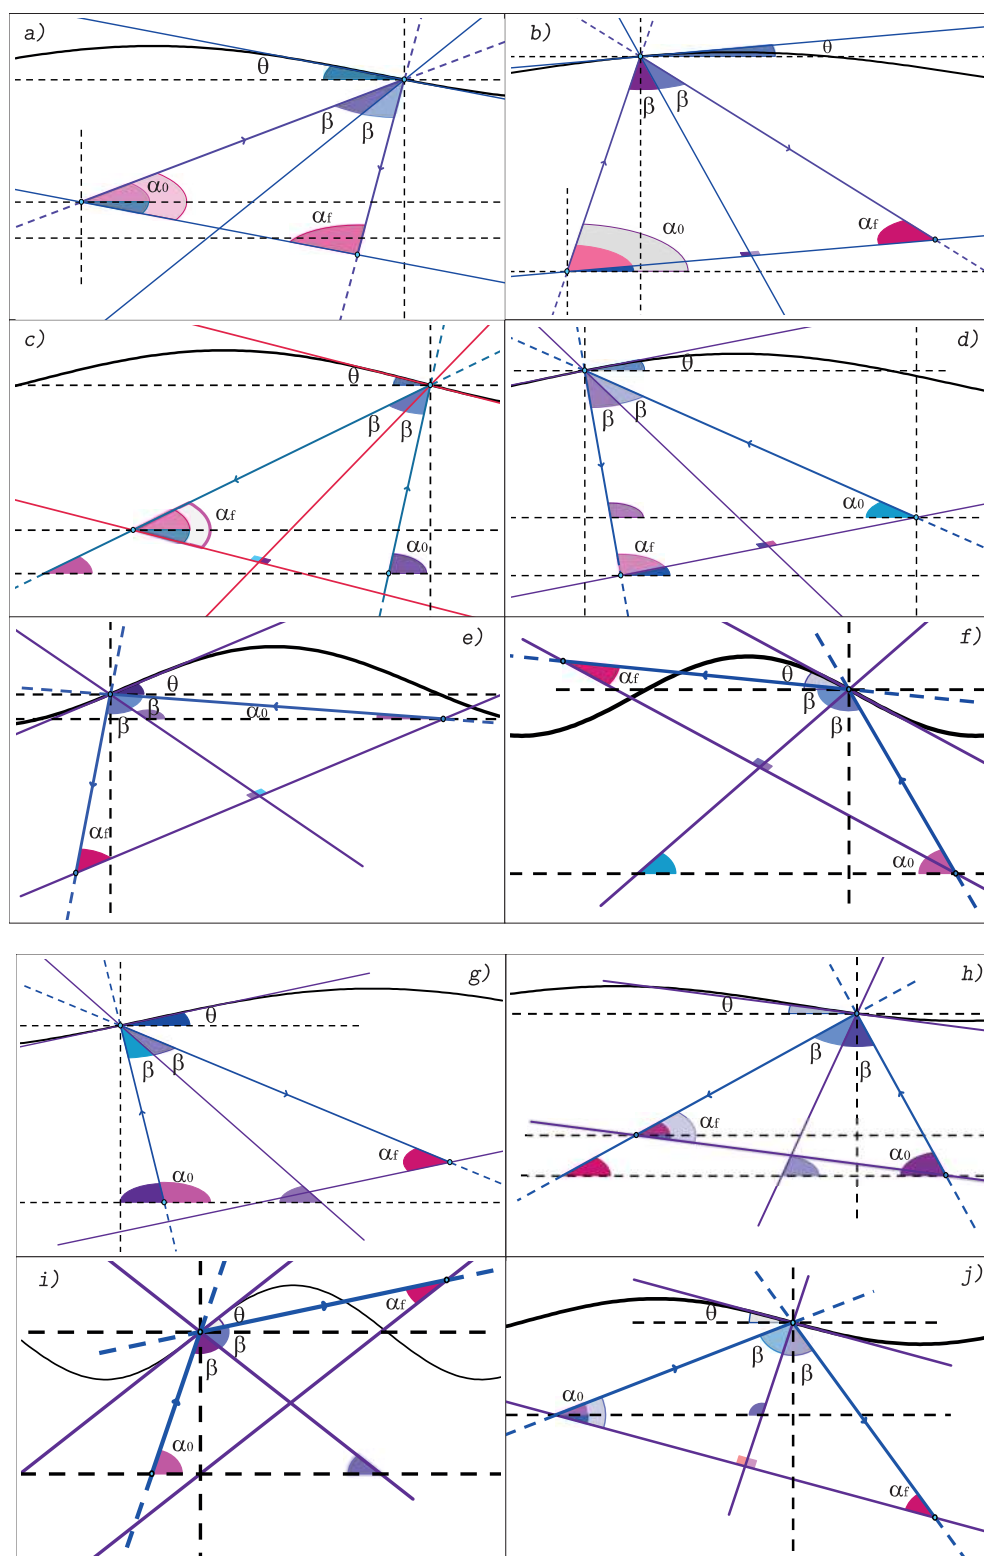 a)
θ
β
β
α0
αf
b)
θ
β β
α0
αf
c)
θ
β
β
αf
α0
d)
θ
β
β
α0
αf
e)
θ
β
β
α0
αf
f)
αf
θ
β
β
α0
g)
θ
β β
αf
α0
h)
θ
β
β
αf
α0
i)
αf
θ
β
β
α0
j)
θ
β
β
α0
αf